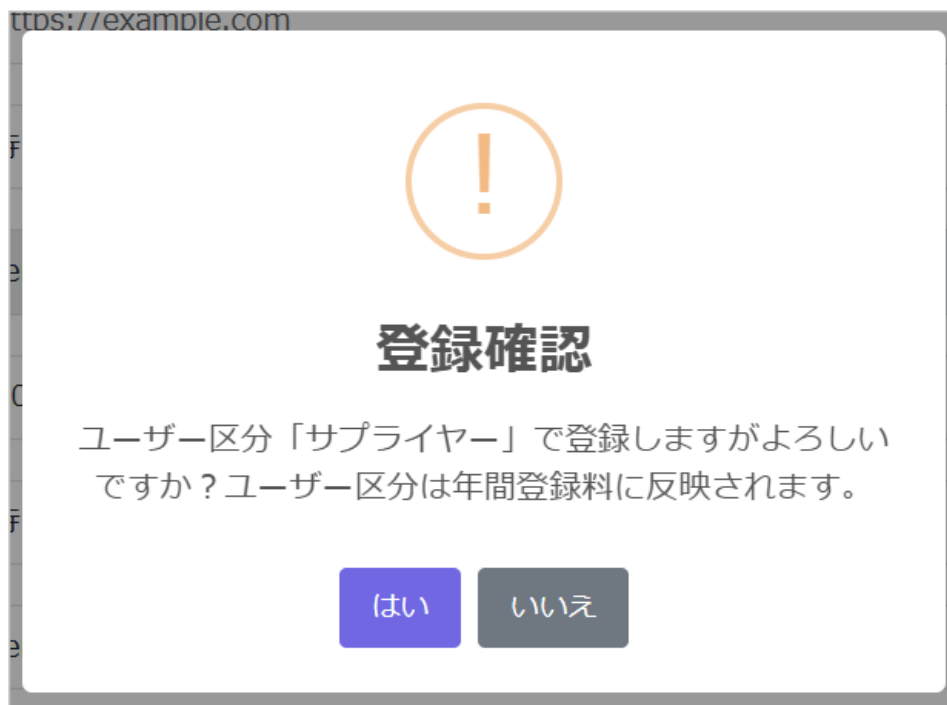 ttps://example.com
登録確認
ユーザー区分「サプライヤー」で登録しますがよろしい
ですか？ユーザー区分は年間登録料に反映されます。
はい
いいえ